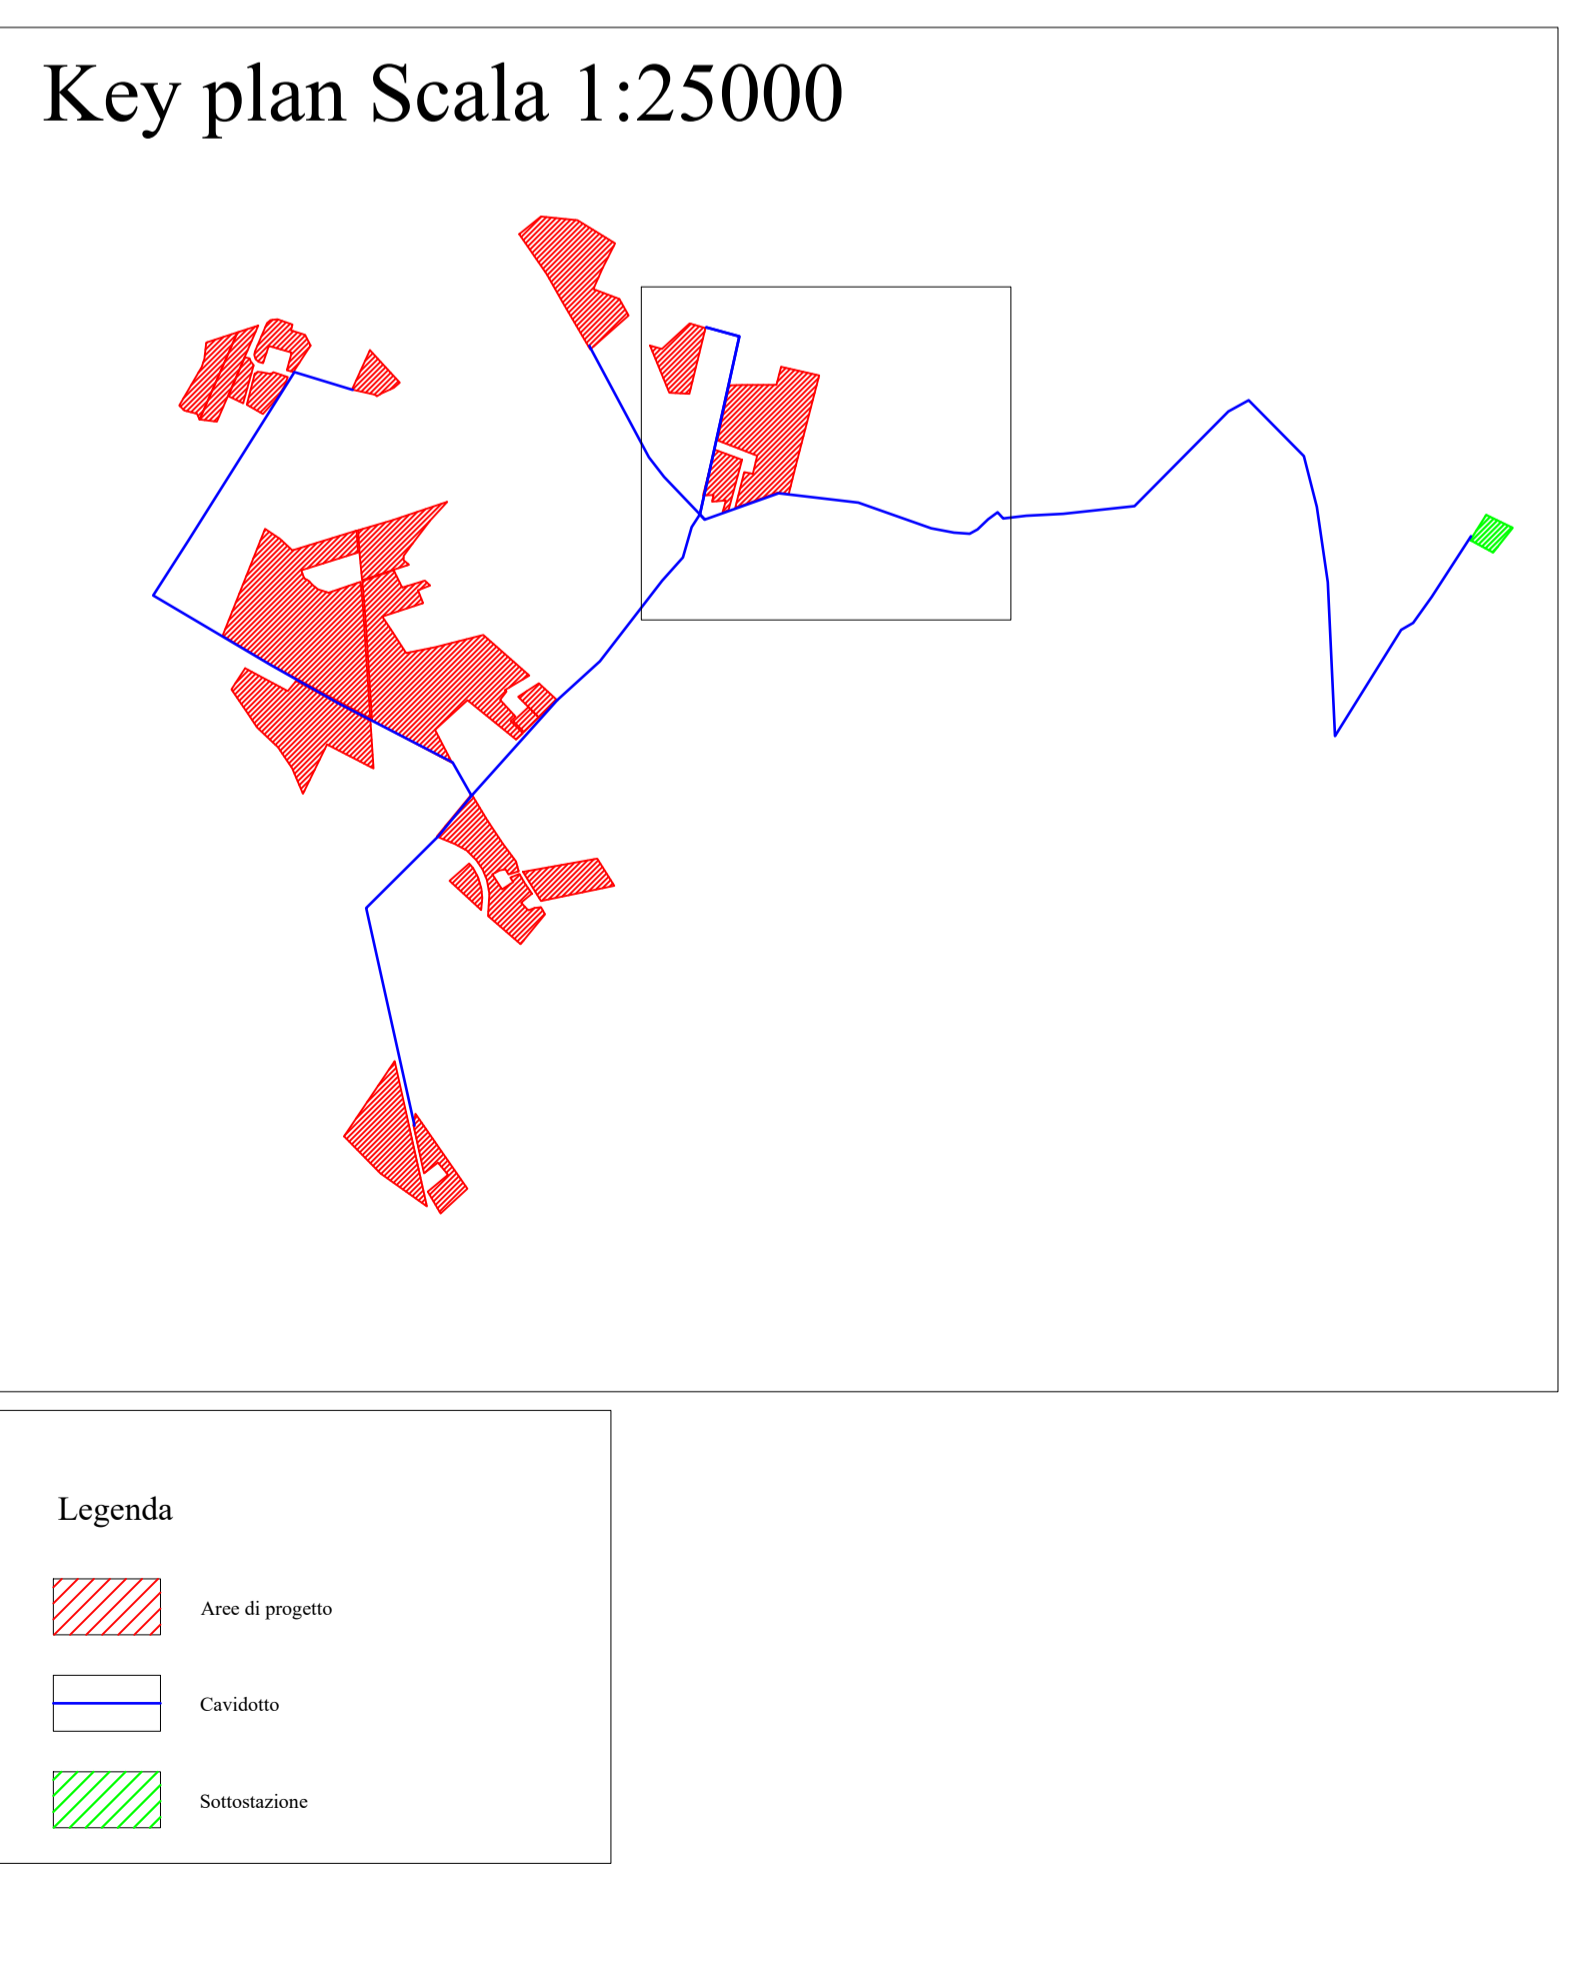 Key plan Scala 1:25000
Legenda
Aree di progetto
Cavidotto
Sottostazione